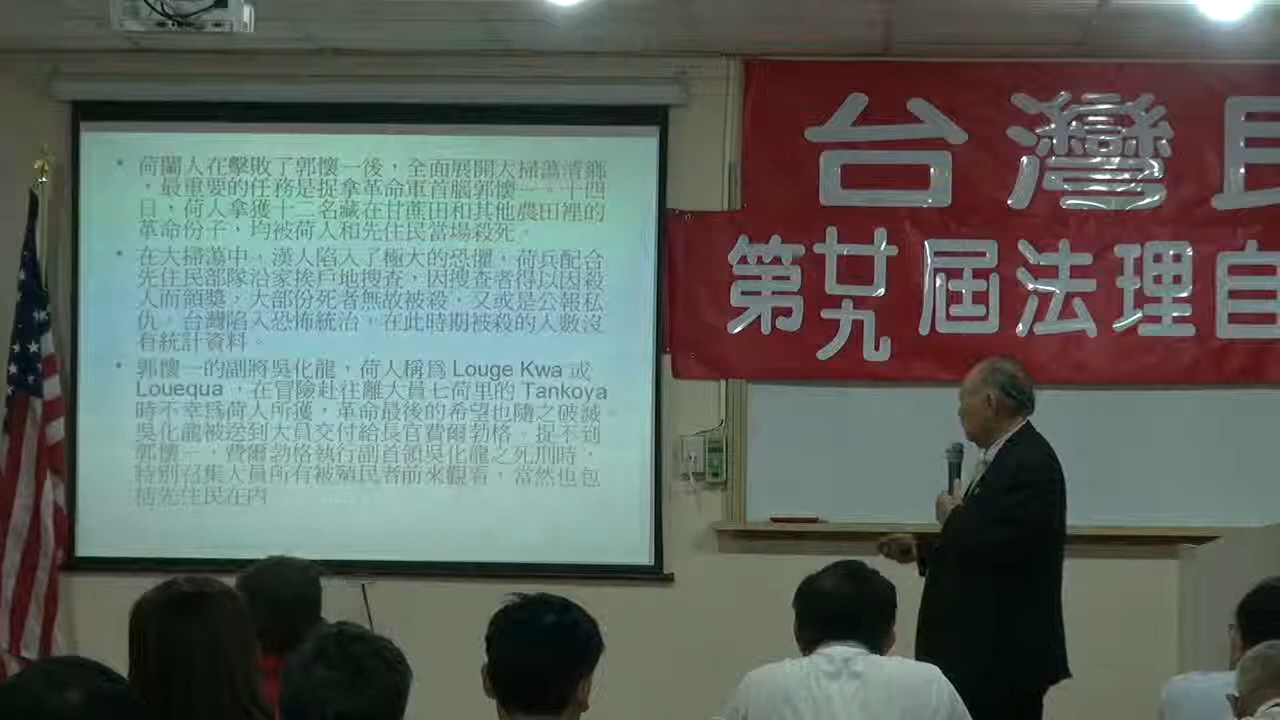 荷蘭人在擊敗了郭懷一後，全面展開大掃蕩清鄉
，最重要的任務是捉拿革命軍首領郭懷一。十四
日，荷人拿獲十二名藏在甘蔗田和其他農田裡的
革命份子，均被荷人和先住民當場殺死。
在大掃蕩中，漢人陷入了極大的恐懼，荷兵配合
先住民部隊沿家挨戶地搜查，因搜查者得以因殺
人而領獎，大部份死者無故被殺，又或是公報私
仇，台灣陷入恐怖統治，在此時期被殺的人數沒
有統計資料。
郭懷一的副將吳化龍，荷人稱為 Louge Kwa 或
Louequa，在冒險赴往離大員七荷里的 Tankoya
時不幸為荷人所獲，革命最後的希望也隨之破滅。
吳化龍被送到大員交付給長官費爾勃格。捉不到
郭懷一，費爾勃格執行副首領吳化龍之死刑時，
特別召集大員所有被殖民者前來觀看，當然也包
括先住民在內
台灣
第廿九屆法理自